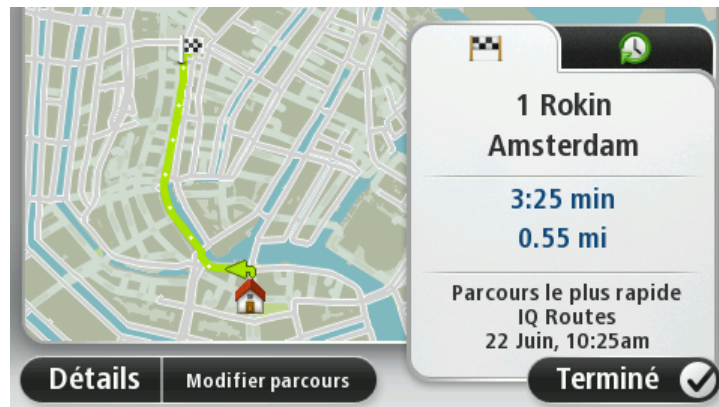 1 Rokin
Amsterdam
3:25 min
0.55 mi
Parcours le plus rapide
IQ Routes
22 Juin, 10:25am
Détails
Modifier parcours
Terminé